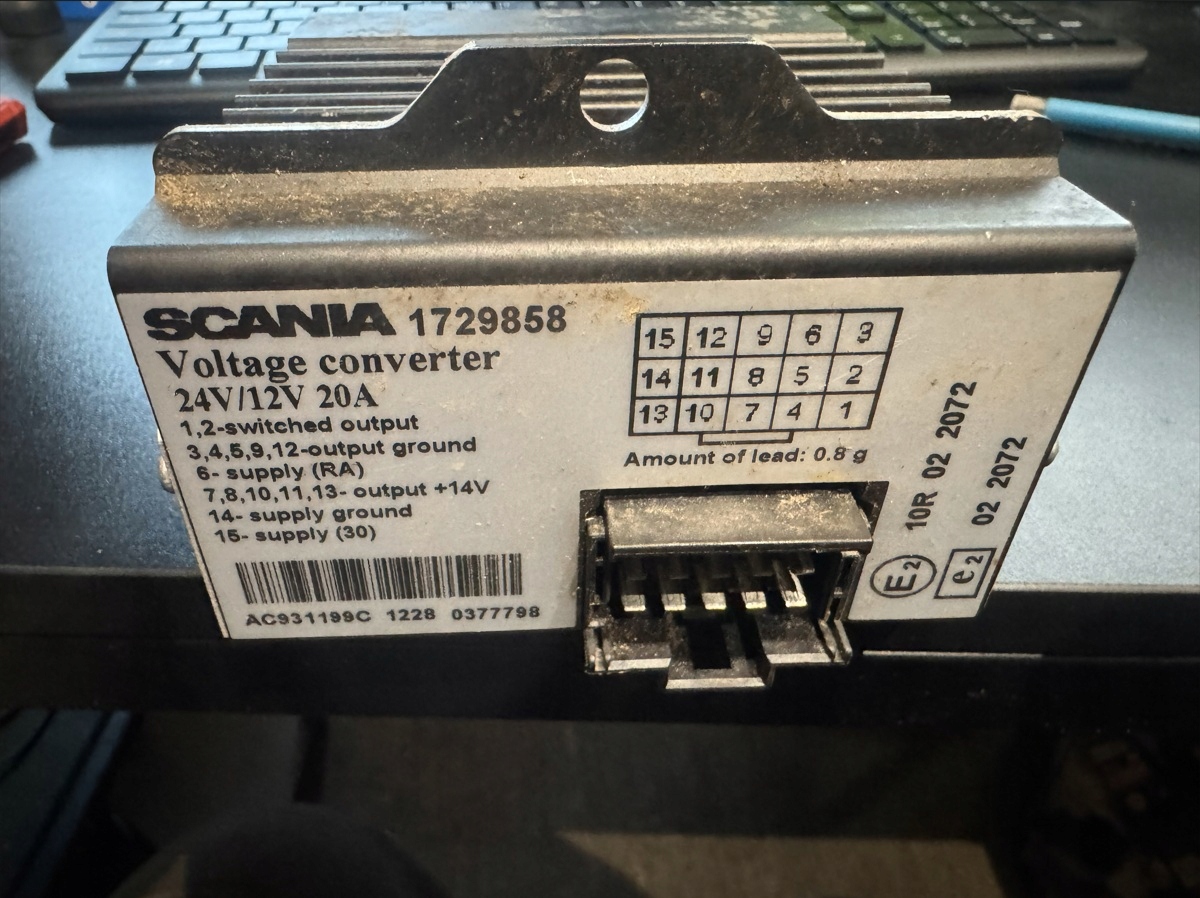 SCANIA 1729858
Voltage converter
24V/12V 20A
1,2-switched output
3,4,5,9,12-output ground
6- supply (RA)
7,8,10,11,13- output +14V
14- supply ground
15- supply (30)
AC931199C 1228 0377798
15 12 9 6 3
14 11 8 5 2
13 10 7 4 1
Amount of lead: 0.8 g
E2 10R 02 2072
e2 02 2072